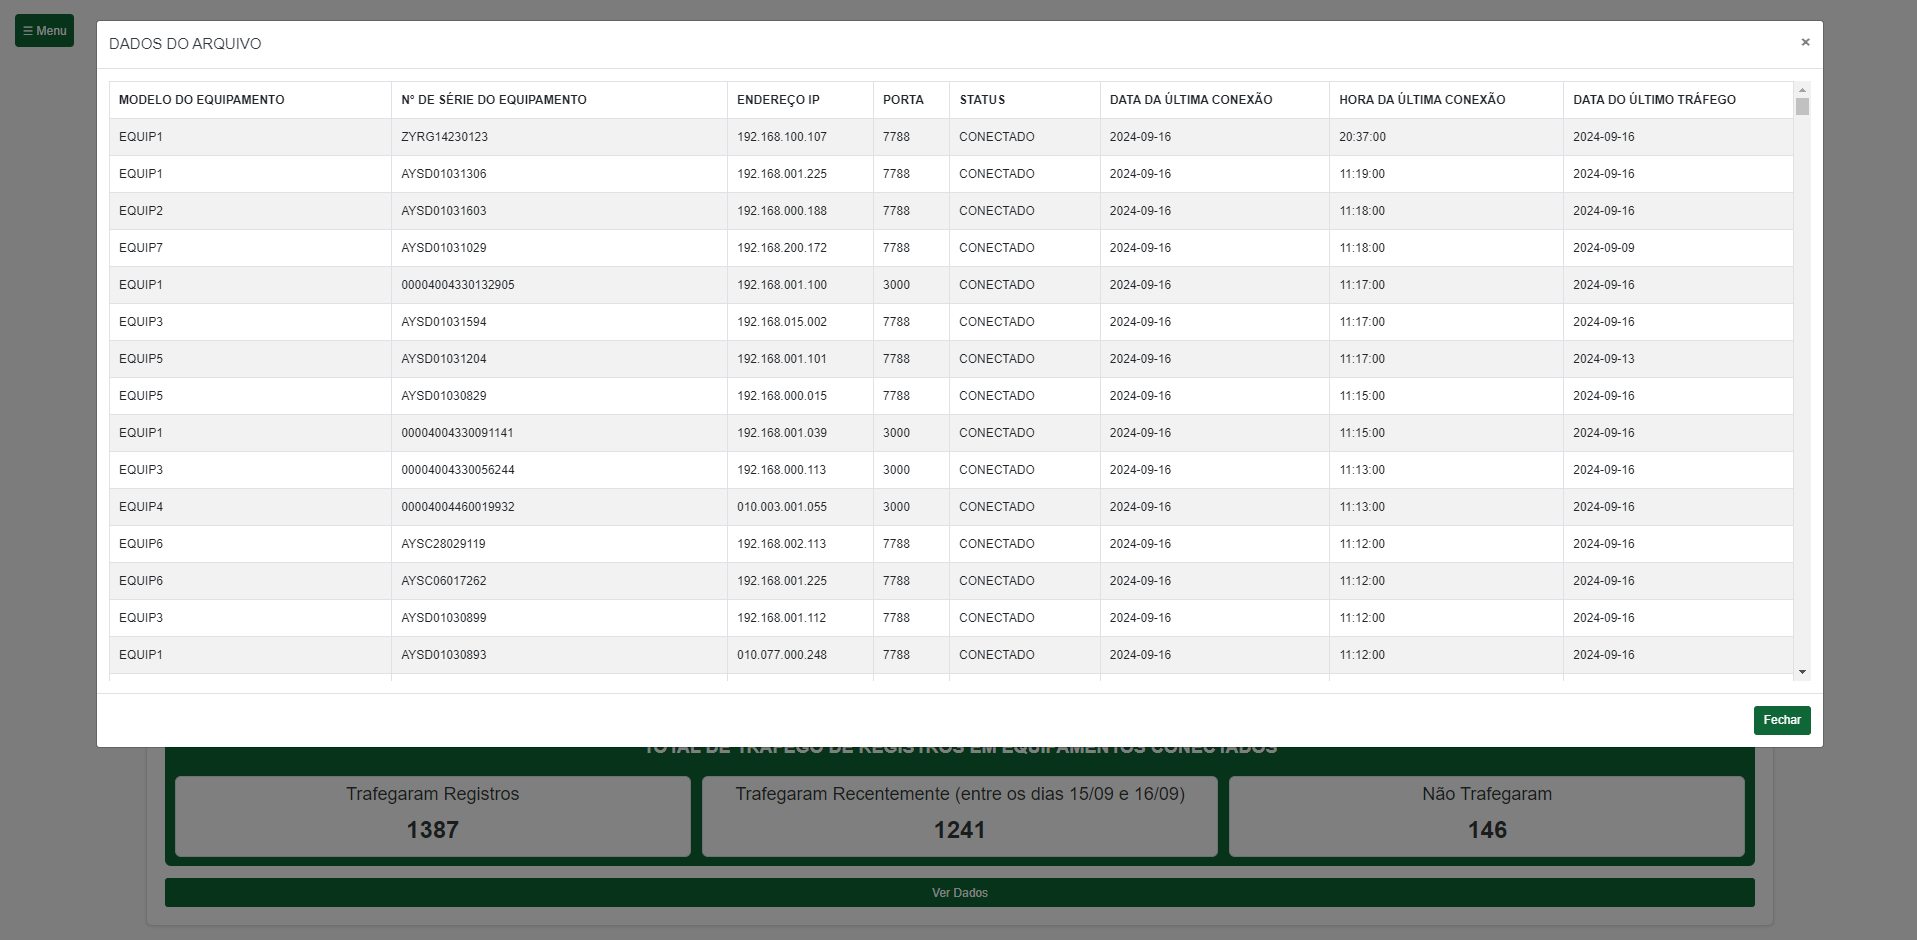 ☰ Menu
DADOS DO ARQUIVO
×
MODELO DO EQUIPAMENTO N° DE SÉRIE DO EQUIPAMENTO ENDEREÇO IP PORTA STATUS DATA DA ÚLTIMA CONEXÃO HORA DA ÚLTIMA CONEXÃO DATA DO ÚLTIMO TRÁFEGO
EQUIP1 ZYRG14230123 192.168.100.107 7788 CONECTADO 2024-09-16 20:37:00 2024-09-16
EQUIP1 AYSD01031306 192.168.001.225 7788 CONECTADO 2024-09-16 11:19:00 2024-09-16
EQUIP2 AYSD01031603 192.168.000.188 7788 CONECTADO 2024-09-16 11:18:00 2024-09-16
EQUIP7 AYSD01031029 192.168.200.172 7788 CONECTADO 2024-09-16 11:18:00 2024-09-09
EQUIP1 00004004330132905 192.168.001.100 3000 CONECTADO 2024-09-16 11:17:00 2024-09-16
EQUIP3 AYSD01031594 192.168.015.002 7788 CONECTADO 2024-09-16 11:17:00 2024-09-16
EQUIP5 AYSD01031204 192.168.001.101 7788 CONECTADO 2024-09-16 11:17:00 2024-09-13
EQUIP5 AYSD01030829 192.168.000.015 7788 CONECTADO 2024-09-16 11:15:00 2024-09-16
EQUIP1 00004004330091141 192.168.001.039 3000 CONECTADO 2024-09-16 11:15:00 2024-09-16
EQUIP3 00004004330056244 192.168.000.113 3000 CONECTADO 2024-09-16 11:13:00 2024-09-16
EQUIP4 00004004460019932 010.003.001.055 3000 CONECTADO 2024-09-16 11:13:00 2024-09-16
EQUIP6 AYSC28029119 192.168.002.113 7788 CONECTADO 2024-09-16 11:12:00 2024-09-16
EQUIP6 AYSC06017262 192.168.001.225 7788 CONECTADO 2024-09-16 11:12:00 2024-09-16
EQUIP3 AYSD01030899 192.168.001.112 7788 CONECTADO 2024-09-16 11:12:00 2024-09-16
EQUIP1 AYSD01030893 010.077.000.248 7788 CONECTADO 2024-09-16 11:12:00 2024-09-16
Fechar
TOTAL DE TRÁFEGO DE REGISTROS EM EQUIPAMENTOS CONECTADOS
Trafegaram Registros Trafegaram Recentemente (entre os dias 15/09 e 16/09) Não Trafegaram
1387 1241 146
Ver Dados